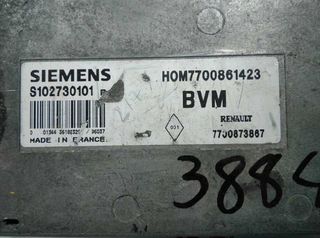 SIEMENS
HOM7700861423
S102730101
BVM
RENAULT
7700873887
MADE IN FRANCE
3884